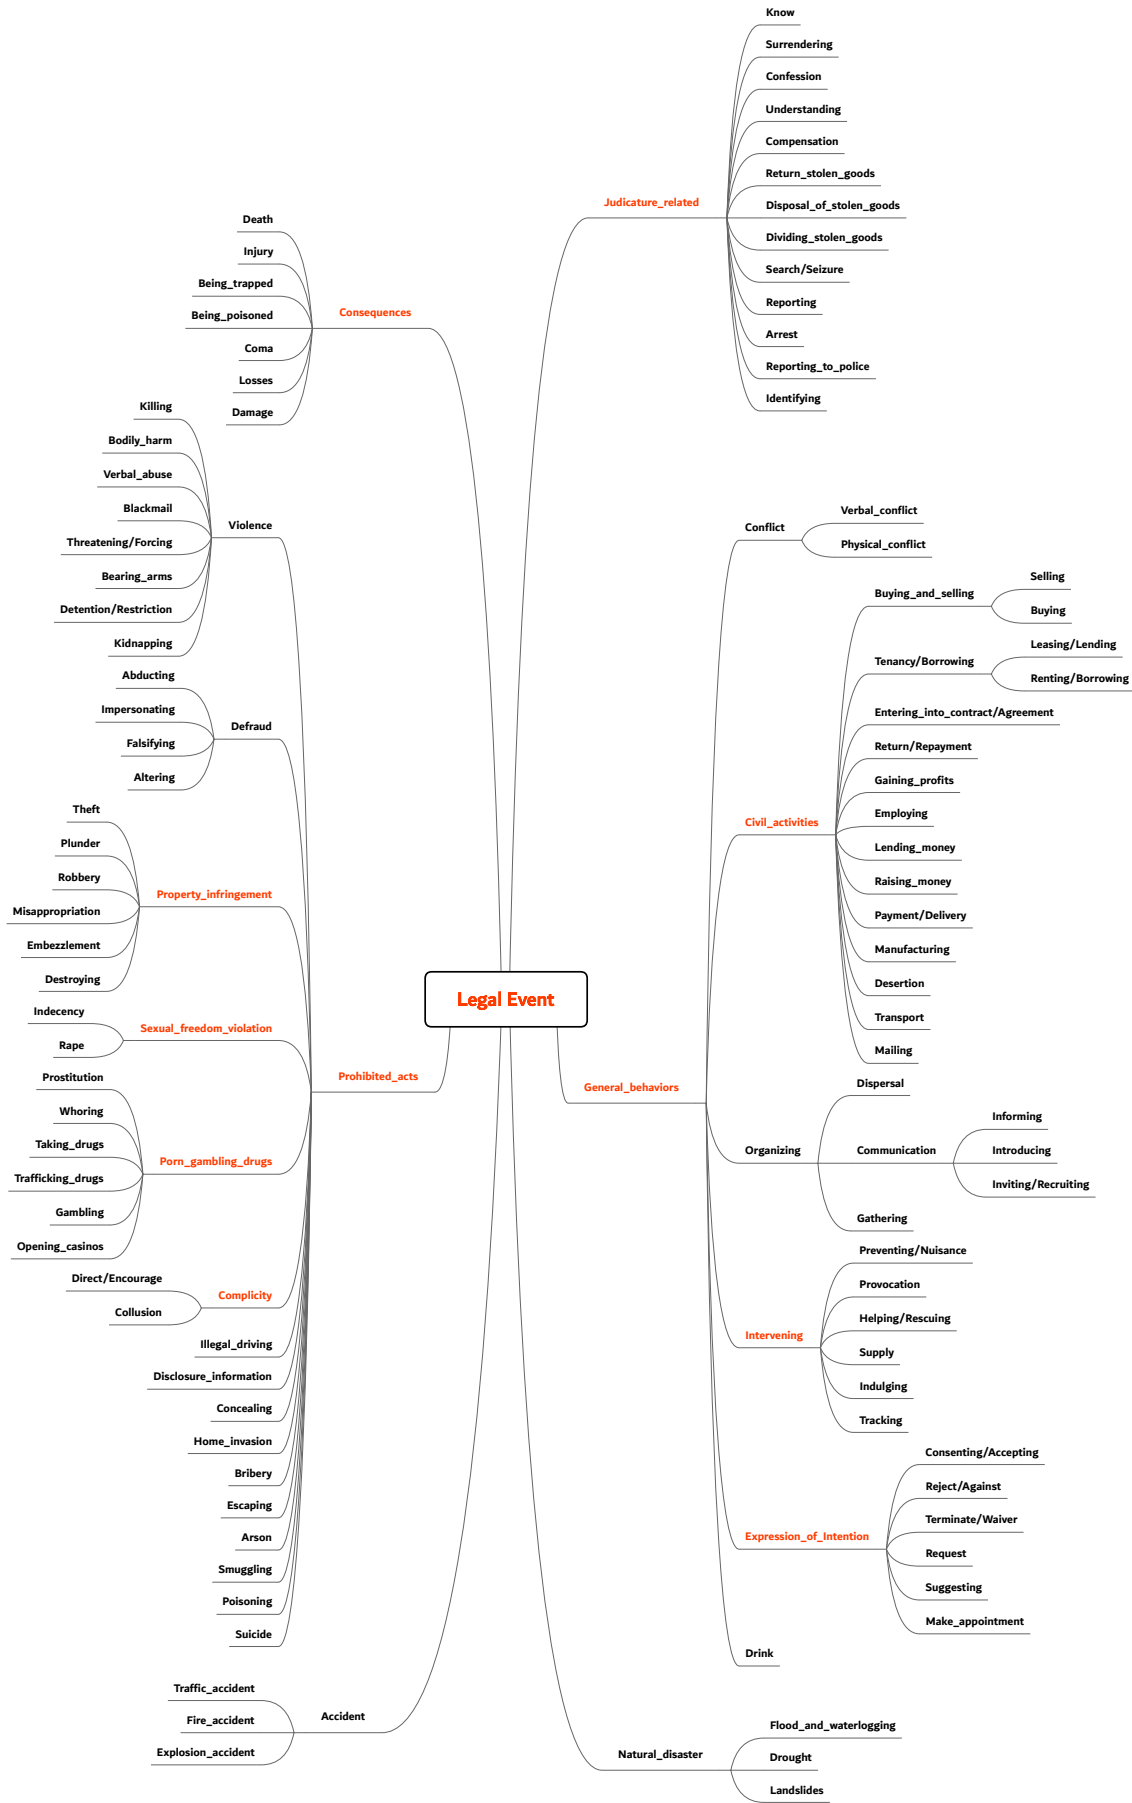 Legal Event
Judicature_related
Know
Surrendering
Confession
Understanding
Compensation
Return_stolen_goods
Disposal_of_stolen_goods
Dividing_stolen_goods
Search/Seizure
Reporting
Arrest
Reporting_to_police
Identifying
General_behaviors
Conflict
Verbal_conflict
Physical_conflict
Civil_activities
Buying_and_selling
Selling
Buying
Tenancy/Borrowing
Leasing/Lending
Renting/Borrowing
Entering_into_contract/Agreement
Return/Repayment
Gaining_profits
Employing
Lending_money
Raising_money
Payment/Delivery
Manufacturing
Desertion
Transport
Mailing
Organizing
Dispersal
Communication
Informing
Introducing
Inviting/Recruiting
Gathering
Intervening
Preventing/Nuisance
Provocation
Helping/Rescuing
Supply
Indulging
Tracking
Expression_of_Intention
Consenting/Accepting
Reject/Against
Terminate/Waiver
Request
Suggesting
Make_appointment
Drink
Natural_disaster
Flood_and_waterlogging
Drought
Landslides
Consequences
Death
Injury
Being_trapped
Being_poisoned
Coma
Losses
Damage
Prohibited_acts
Violence
Killing
Bodily_harm
Verbal_abuse
Blackmail
Threatening/Forcing
Bearing_arms
Detention/Restriction
Kidnapping
Defraud
Abducting
Impersonating
Falsifying
Altering
Property_infringement
Theft
Plunder
Robbery
Misappropriation
Embezzlement
Destroying
Sexual_freedom_violation
Indecency
Rape
Porn_gambling_drugs
Prostitution
Whoring
Taking_drugs
Trafficking_drugs
Gambling
Opening_casinos
Complicity
Direct/Encourage
Collusion
Illegal_driving
Disclosure_information
Concealing
Home_invasion
Bribery
Escaping
Arson
Smuggling
Poisoning
Suicide
Accident
Traffic_accident
Fire_accident
Explosion_accident